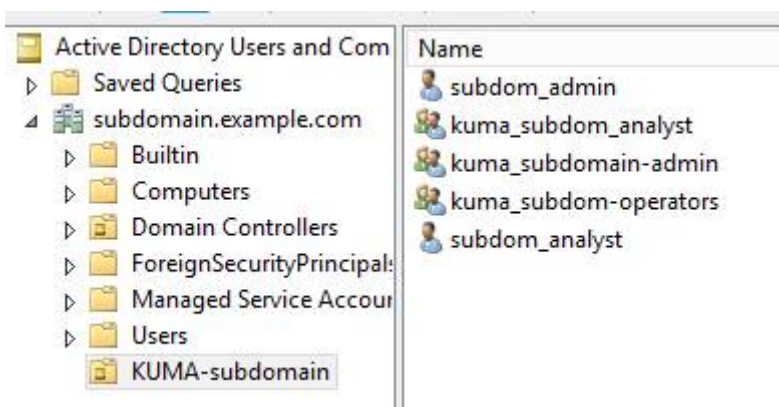 Active Directory Users and Com
Saved Queries
subdomain.example.com
Builtin
Computers
Domain Controllers
ForeignSecurityPrincipals
Managed Service Accour
Users
KUMA-subdomain
Name
subdom_admin
kuma_subdom_analyst
kuma_subdomain-admin
kuma_subdom-operators
subdom_analyst